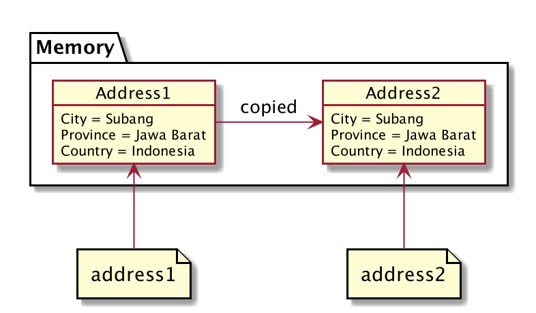 Memory
Address1
City = Subang
Province = Jawa Barat
Country = Indonesia
copied
Address2
City = Subang
Province = Jawa Barat
Country = Indonesia
address1
address2